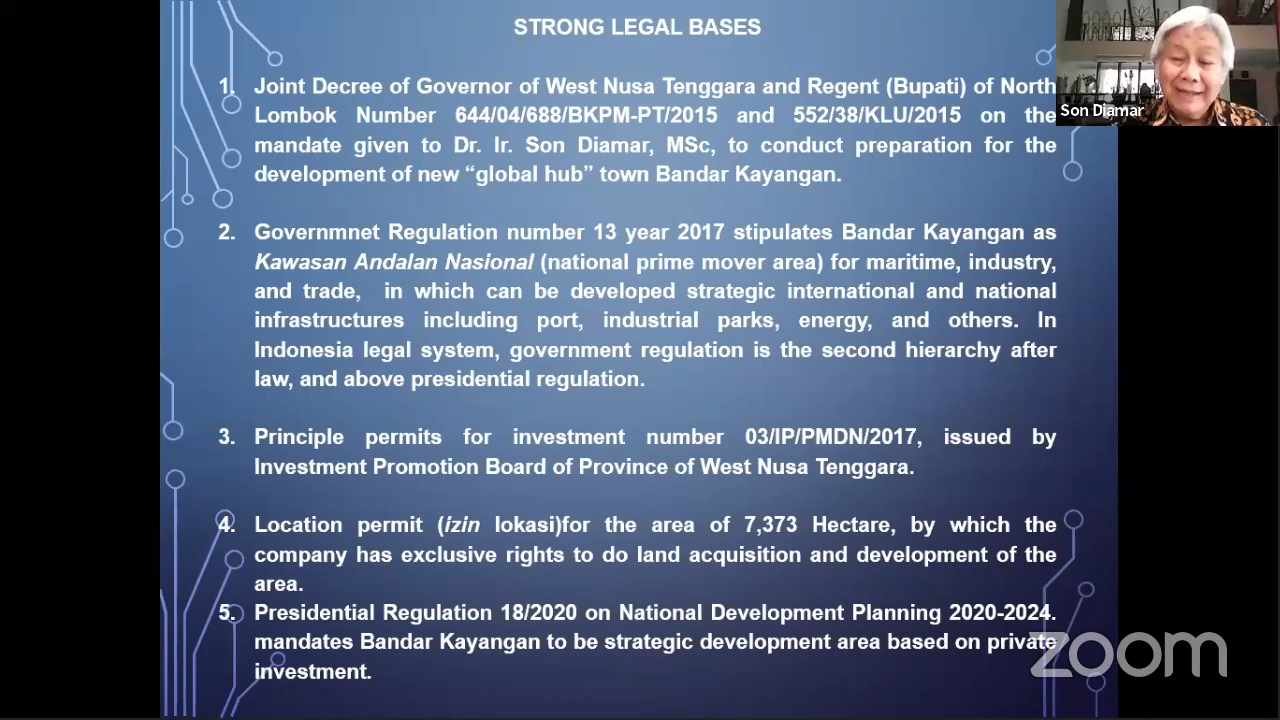 STRONG LEGAL BASES
1. Joint Decree of Governor of West Nusa Tenggara and Regent (Bupati) of North
Lombok Number 644/04/688/BKPM-PT/2015 and 552/38/KLU/2015 on the
mandate given to Dr. Ir. Son Diamar, MSc, to conduct preparation for the
development of new “global hub” town Bandar Kayangan.
2. Governmnet Regulation number 13 year 2017 stipulates Bandar Kayangan as
Kawasan Andalan Nasional (national prime mover area) for maritime, industry,
and trade, in which can be developed strategic international and national
infrastructures including port, industrial parks, energy, and others. In
Indonesia legal system, government regulation is the second hierarchy after
law, and above presidential regulation.
3. Principle permits for investment number 03/IP/PMDN/2017, issued by
Investment Promotion Board of Province of West Nusa Tenggara.
4. Location permit (izin lokasi)for the area of 7,373 Hectare, by which the
company has exclusive rights to do land acquisition and development of the
area.
5. Presidential Regulation 18/2020 on National Development Planning 2020-2024.
mandates Bandar Kayangan to be strategic development area based on private
investment.
Son Diamar
zoom